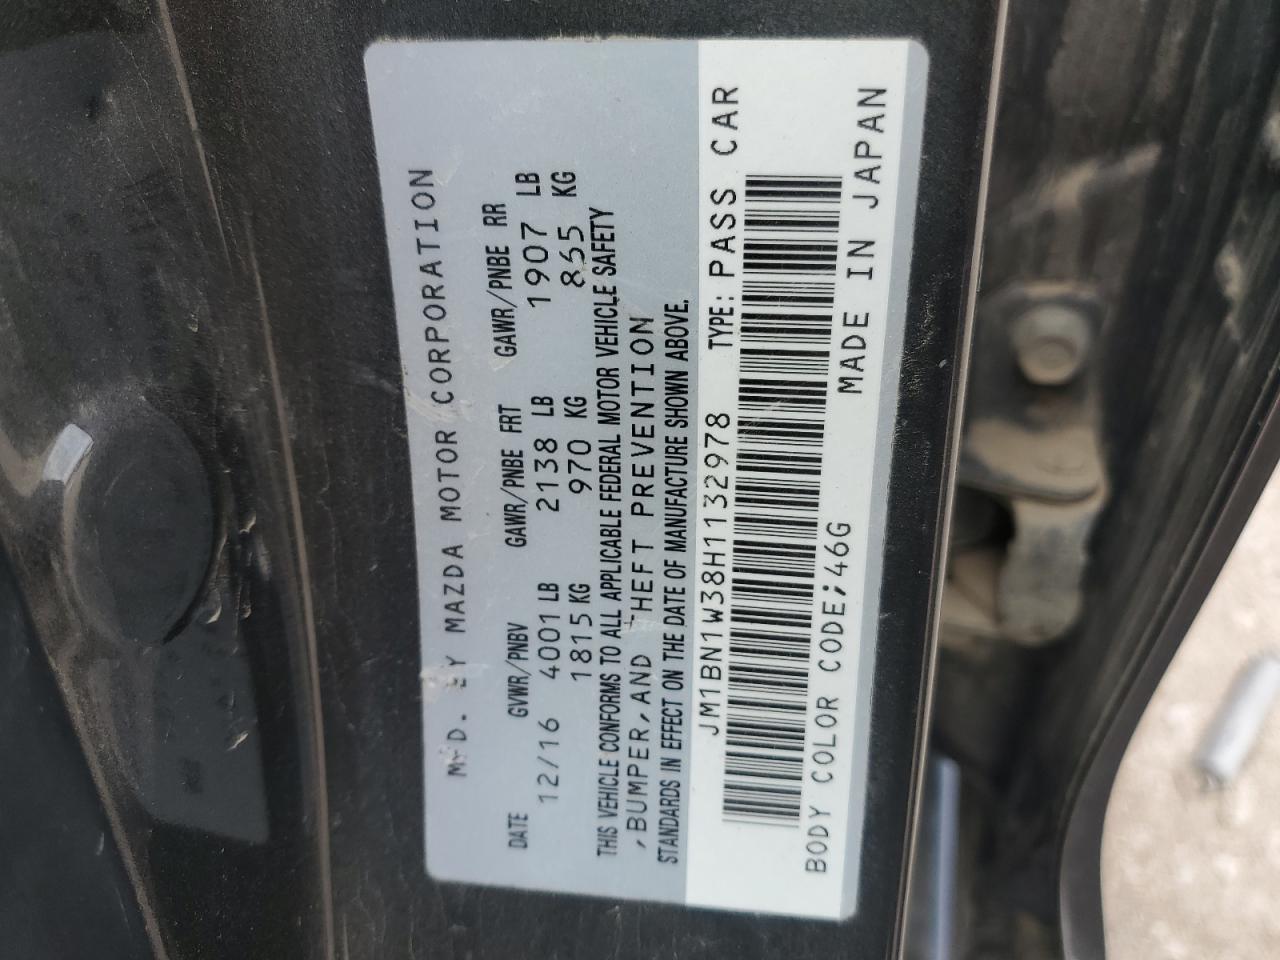 MFD. BY MAZDA MOTOR CORPORATION
DATE GVWR/PNBV GAWR/PNBE FRT GAWR/PNBE RR
12/16 4001 LB 2138 LB 1907 LB
1815 KG 970 KG 865 KG
THIS VEHICLE CONFORMS TO ALL APPLICABLE FEDERAL MOTOR VEHICLE SAFETY
,BUMPER,AND THEFT PREVENTION
STANDARDS IN EFFECT ON THE DATE OF MANUFACTURE SHOWN ABOVE.
JM1BN1W38H1132978 TYPE: PASS CAR
BODY COLOR CODE;46G MADE IN JAPAN